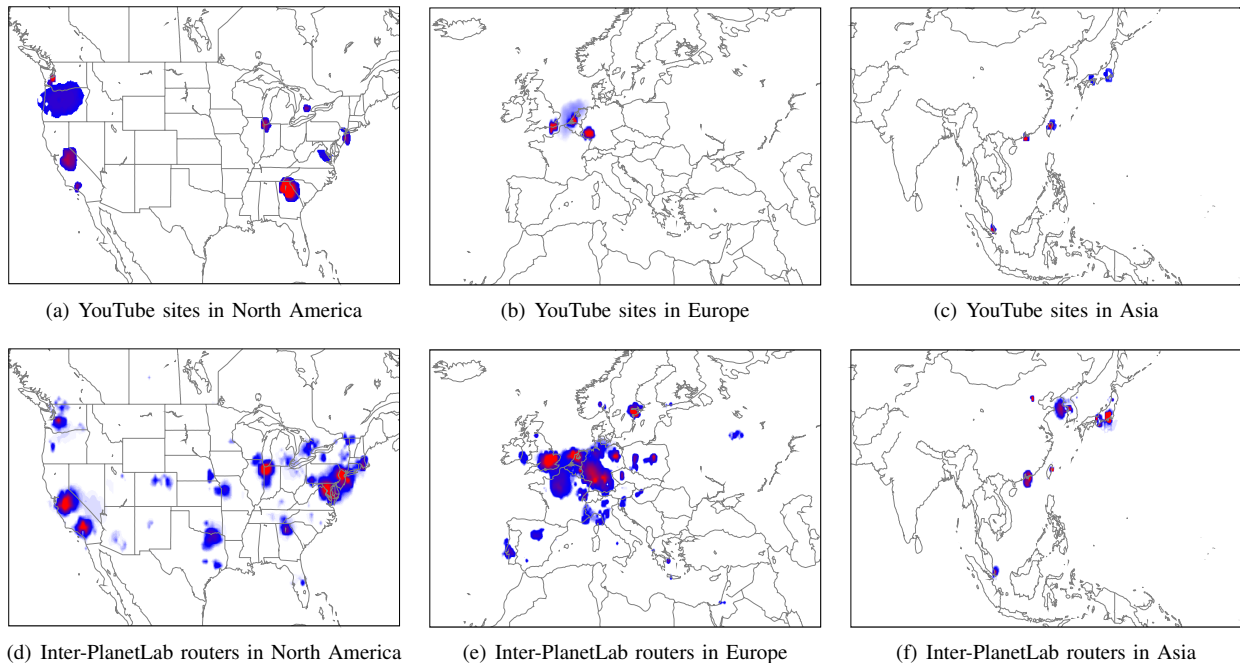 (a) YouTube sites in North America
(b) YouTube sites in Europe
(c) YouTube sites in Asia
(d) Inter-PlanetLab routers in North America
(e) Inter-PlanetLab routers in Europe
(f) Inter-PlanetLab routers in Asia